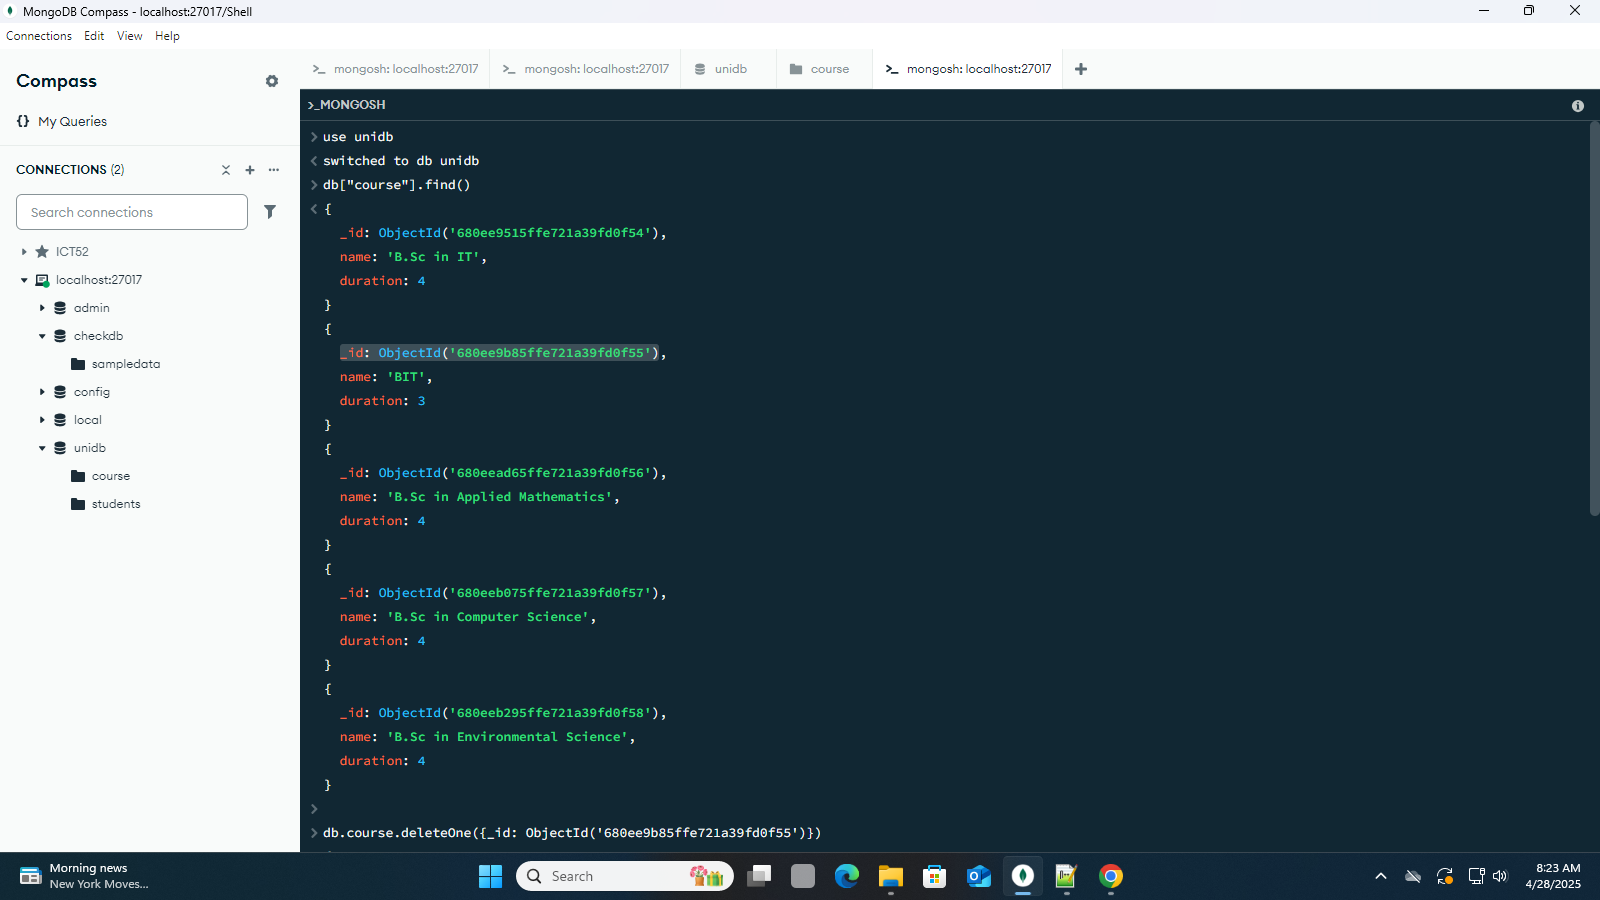 MongoDB Compass - localhost:27017/Shell
Connections Edit View Help
Compass
My Queries
CONNECTIONS (2)
Search connections
ICT52
localhost:27017
admin
checkdb
sampledata
config
local
unidb
course
students
mongosh: localhost:27017
mongosh: localhost:27017
unidb
course
mongosh: localhost:27017
>_MONGOSH
use unidb
switched to db unidb
db["course"].find()
{
_id: ObjectId('680ee9515ffe721a39fd0f54'),
name: 'B.Sc in IT',
duration: 4
}
{
_id: ObjectId('680ee9b85ffe721a39fd0f55'),
name: 'BIT',
duration: 3
}
{
_id: ObjectId('680eead65ffe721a39fd0f56'),
name: 'B.Sc in Applied Mathematics',
duration: 4
}
{
_id: ObjectId('680eeb075ffe721a39fd0f57'),
name: 'B.Sc in Computer Science',
duration: 4
}
{
_id: ObjectId('680eeb295ffe721a39fd0f58'),
name: 'B.Sc in Environmental Science',
duration: 4
}
db.course.deleteOne({_id: ObjectId('680ee9b85ffe721a39fd0f55')})
Morning news
New York Moves...
Search
8:23 AM
4/28/2025